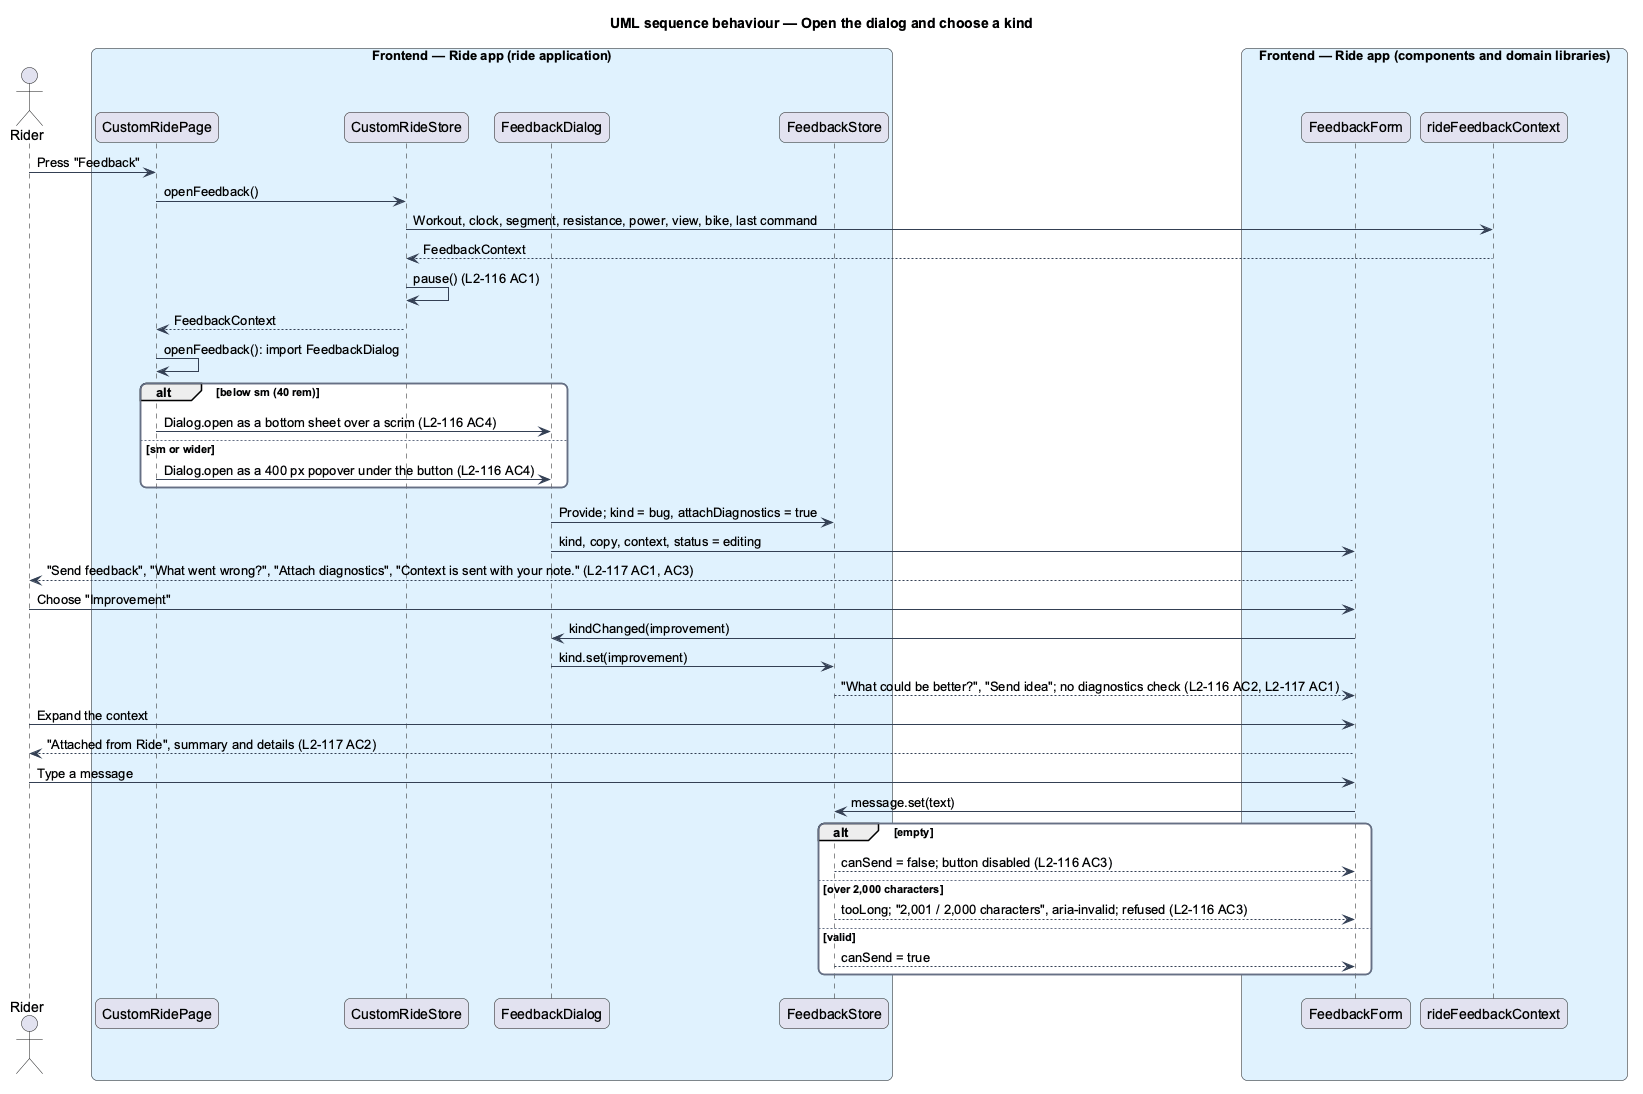 UML sequence behaviour — Open the dialog and choose a kind
Frontend — Ride app (ride application)
Frontend — Ride app (components and domain libraries)
Rider
CustomRidePage
CustomRideStore
FeedbackDialog
FeedbackStore
FeedbackForm
rideFeedbackContext
Press "Feedback"
openFeedback()
Workout, clock, segment, resistance, power, view, bike, last command
FeedbackContext
pause() (L2-116 AC1)
FeedbackContext
openFeedback(): import FeedbackDialog
alt
[below sm (40 rem)]
Dialog.open as a bottom sheet over a scrim (L2-116 AC4)
[sm or wider]
Dialog.open as a 400 px popover under the button (L2-116 AC4)
Provide; kind = bug, attachDiagnostics = true
kind, copy, context, status = editing
"Send feedback", "What went wrong?", "Attach diagnostics", "Context is sent with your note." (L2-117 AC1, AC3)
Choose "Improvement"
kindChanged(improvement)
kind.set(improvement)
"What could be better?", "Send idea"; no diagnostics check (L2-116 AC2, L2-117 AC1)
Expand the context
"Attached from Ride", summary and details (L2-117 AC2)
Type a message
message.set(text)
alt
[empty]
canSend = false; button disabled (L2-116 AC3)
[over 2,000 characters]
tooLong; "2,001 / 2,000 characters", aria-invalid; refused (L2-116 AC3)
[valid]
canSend = true
Rider
CustomRidePage
CustomRideStore
FeedbackDialog
FeedbackStore
FeedbackForm
rideFeedbackContext